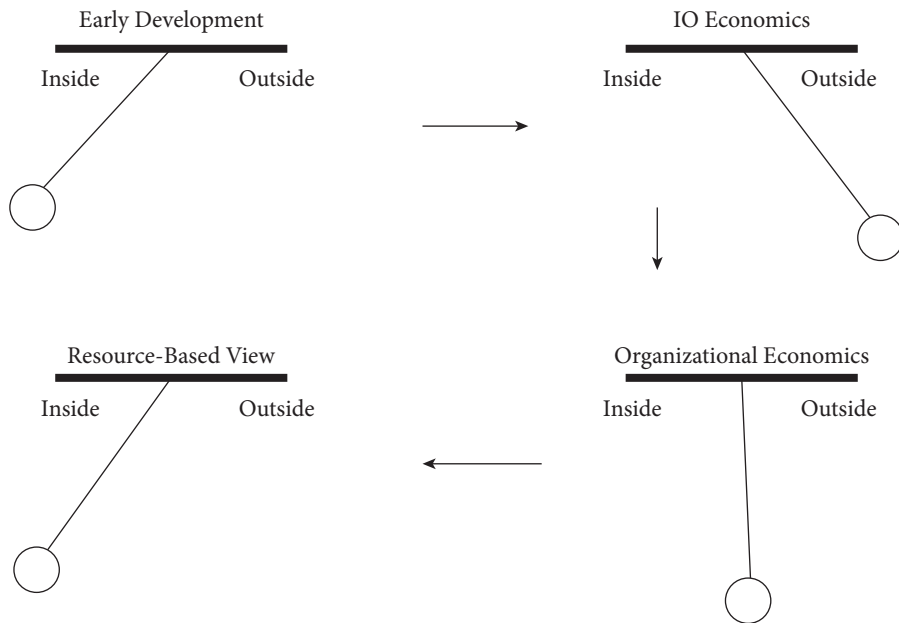 Early Development
Inside
Outside
IO Economics
Inside
Outside
Resource-Based View
Inside
Outside
Organizational Economics
Inside
Outside